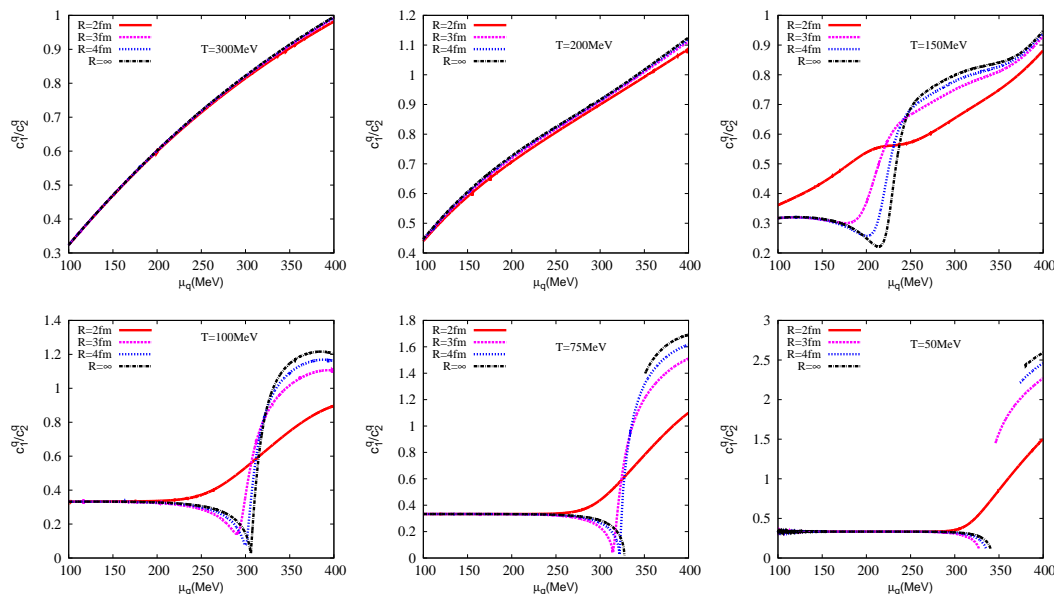 R=2fm
R=3fm
R=4fm
R=∞
T=300MeV
c₁^q/c₂^q
1
0.9
0.8
0.7
0.6
0.5
0.4
0.3
100 150 200 250 300 350 400
μ_q(MeV)
R=2fm
R=3fm
R=4fm
R=∞
T=200MeV
c₁^q/c₂^q
1.2
1.1
1
0.9
0.8
0.7
0.6
0.5
0.4
100 150 200 250 300 350 400
μ_q(MeV)
R=2fm
R=3fm
R=4fm
R=∞
T=150MeV
c₁^q/c₂^q
1
0.9
0.8
0.7
0.6
0.5
0.4
0.3
0.2
100 150 200 250 300 350 400
μ_q(MeV)
R=2fm
R=3fm
R=4fm
R=∞
T=100MeV
c₁^q/c₂^q
1.4
1.2
1
0.8
0.6
0.4
0.2
0
100 150 200 250 300 350 400
μ_q(MeV)
R=2fm
R=3fm
R=4fm
R=∞
T=75MeV
c₁^q/c₂^q
1.8
1.6
1.4
1.2
1
0.8
0.6
0.4
0.2
0
100 150 200 250 300 350 400
μ_q(MeV)
R=2fm
R=3fm
R=4fm
R=∞
T=50MeV
c₁^q/c₂^q
3
2.5
2
1.5
1
0.5
0
100 150 200 250 300 350 400
μ_q(MeV)